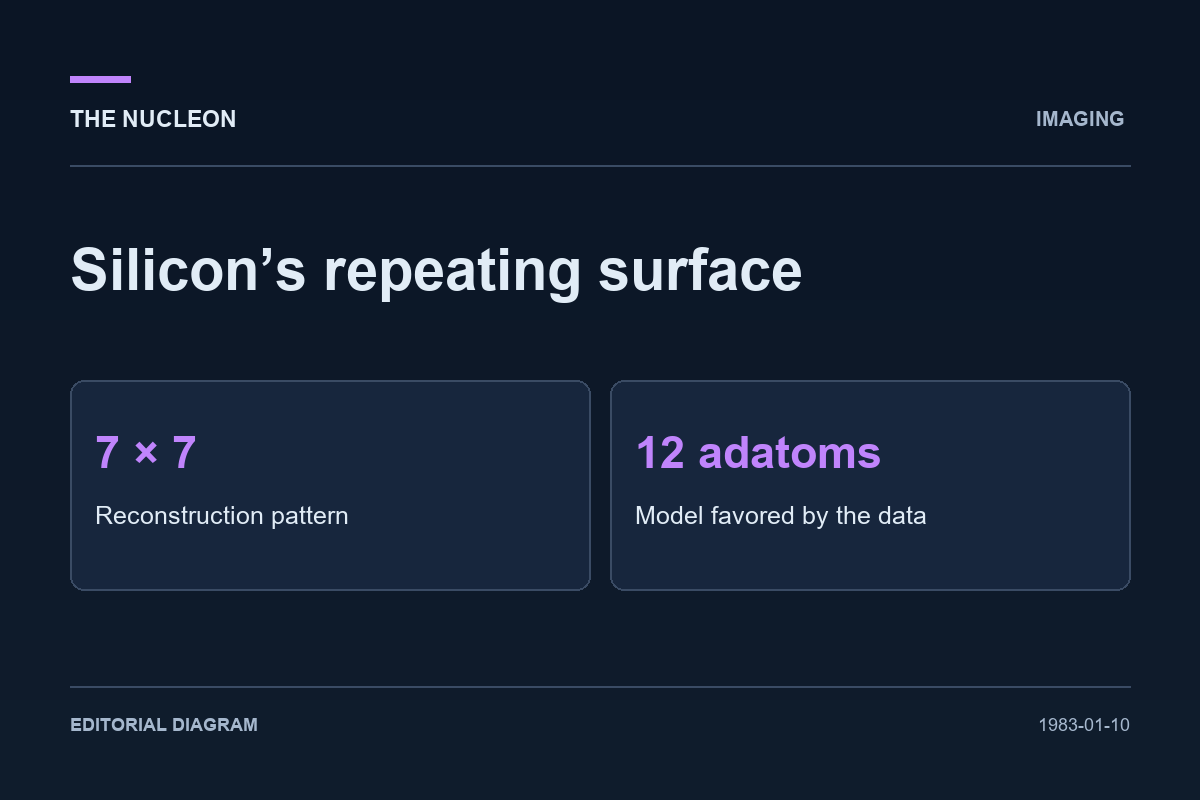 THE NUCLEON
IMAGING
Silicon’s repeating surface
7 × 7
Reconstruction pattern
12 adatoms
Model favored by the data
EDITORIAL DIAGRAM
1983-01-10